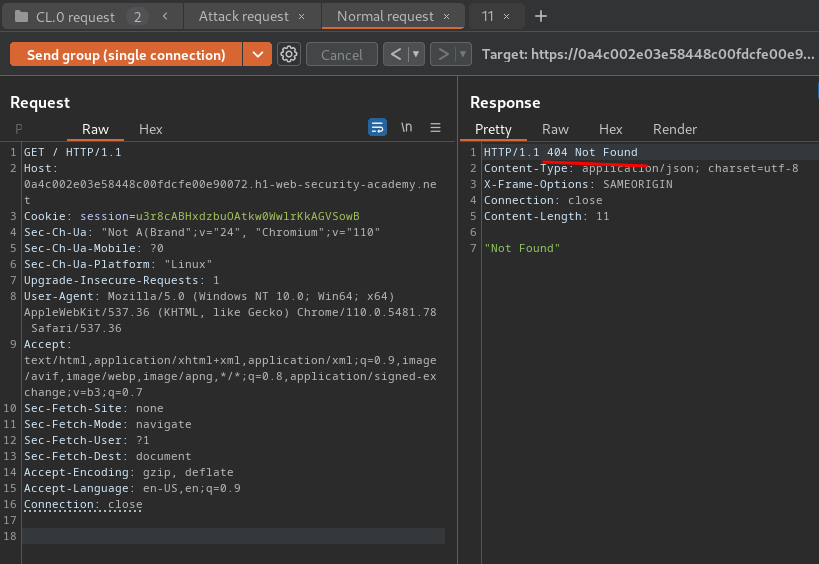 CL.0 request 2 Attack request × Normal request × 11 × +
Send group (single connection) Cancel < > Target: https://0a4c002e03e58448c00fdcfe00e9...
Request
P Raw Hex \n
1 GET / HTTP/1.1
2 Host:
0a4c002e03e58448c00fdcfe00e90072.h1-web-security-academy.ne
t
3 Cookie: session=u3r8cABHxdzbuOAtkw0Ww1rKkAGVSowB
4 Sec-Ch-Ua: "Not A(Brand";v="24", "Chromium";v="110"
5 Sec-Ch-Ua-Mobile: ?0
6 Sec-Ch-Ua-Platform: "Linux"
7 Upgrade-Insecure-Requests: 1
8 User-Agent: Mozilla/5.0 (Windows NT 10.0; Win64; x64)
AppleWebKit/537.36 (KHTML, like Gecko) Chrome/110.0.5481.78
Safari/537.36
9 Accept:
text/html,application/xhtml+xml,application/xml;q=0.9,image
/avif,image/webp,image/apng,*/*;q=0.8,application/signed-ex
change;v=b3;q=0.7
10 Sec-Fetch-Site: none
11 Sec-Fetch-Mode: navigate
12 Sec-Fetch-User: ?1
13 Sec-Fetch-Dest: document
14 Accept-Encoding: gzip, deflate
15 Accept-Language: en-US,en;q=0.9
16 Connection: close
17
18
Response
Pretty Raw Hex Render
1 HTTP/1.1 404 Not Found
2 Content-Type: application/json; charset=utf-8
3 X-Frame-Options: SAMEORIGIN
4 Connection: close
5 Content-Length: 11
6
7 "Not Found"